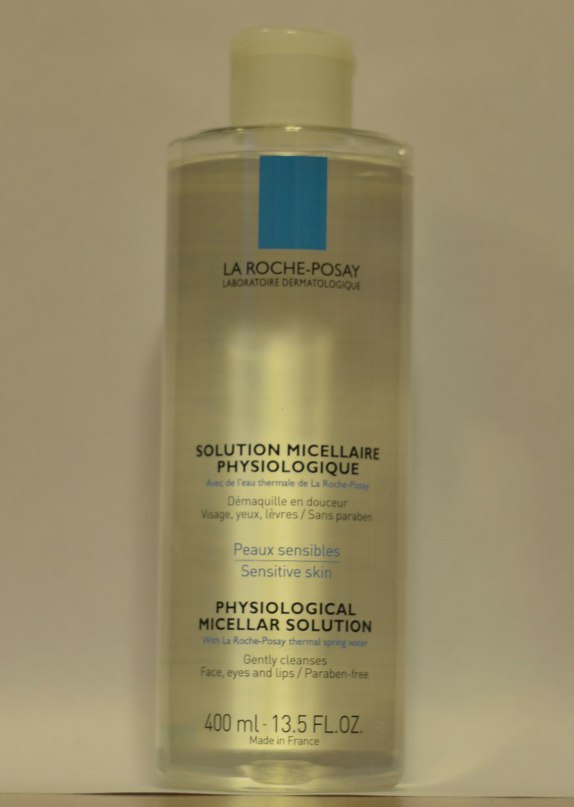 LA ROCHE-POSAY
LABORATOIRE DERMATOLOGIQUE
SOLUTION MICELLAIRE
PHYSIOLOGIQUE
Avec de l'eau thermale de La Roche-Posay
Démaquille en douceur
Visage, yeux, lèvres / Sans paraben
Peaux sensibles
Sensitive skin
PHYSIOLOGICAL
MICELLAR SOLUTION
With La Roche-Posay thermal spring water
Gently cleanses
Face, eyes and lips / Paraben-free
400 ml - 13.5 FL.OZ.
Made in France